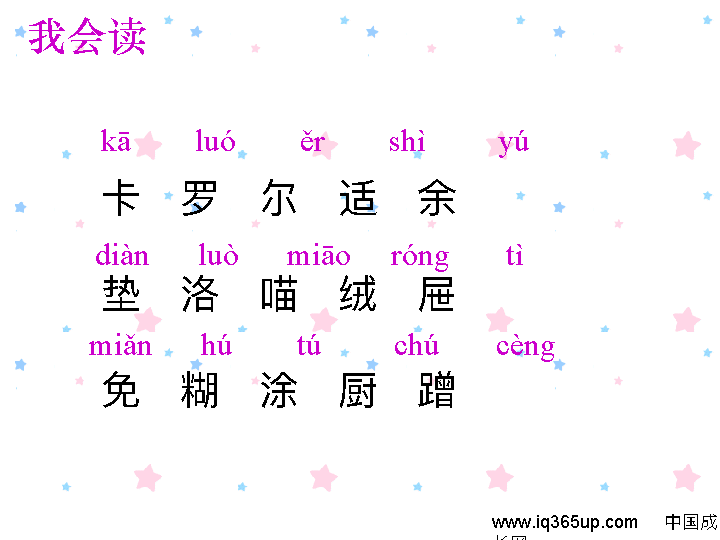 我会读
kā luó ěr shì yú
卡 罗 尔 适 余
diàn luò miāo róng tì
垫 洛 喵 绒 屉
miǎn hú tú chú cèng
免 糊 涂 厨 蹭
www.iq365up.com 中国成